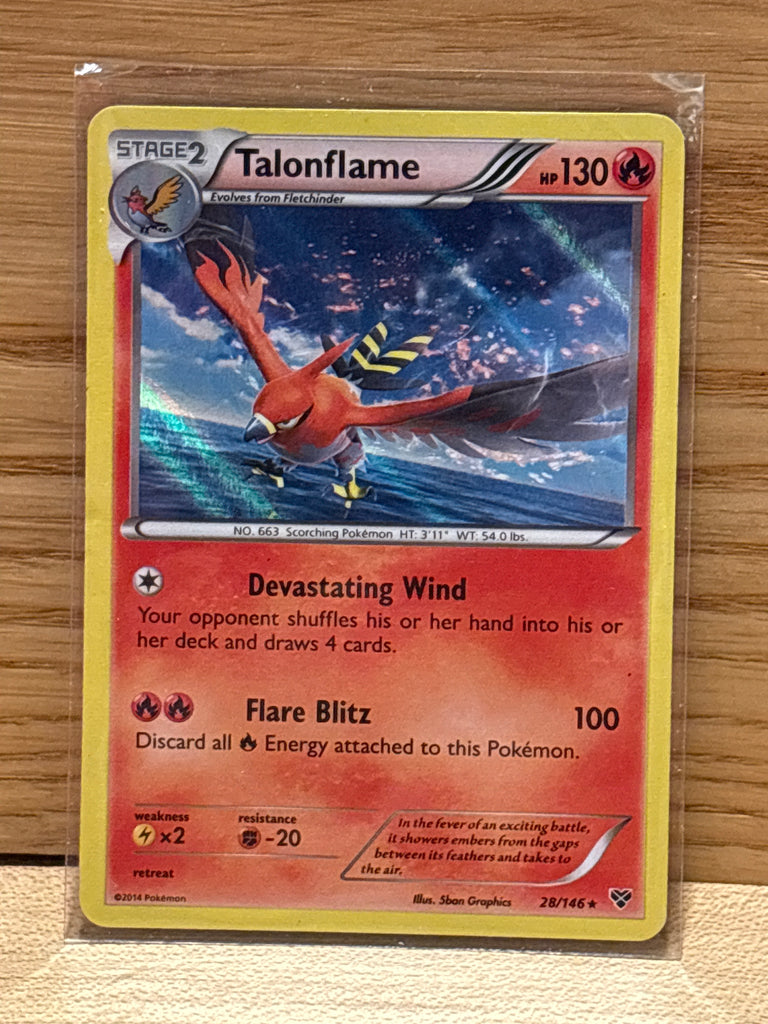 STAGE2
Talonflame
HP130
Evolves from Fletchinder
NO. 663 Scorching Pokémon HT: 3'11" WT: 54.0 lbs.
Devastating Wind
Your opponent shuffles his or her hand into his or
her deck and draws 4 cards.
Flare Blitz 100
Discard all Energy attached to this Pokémon.
weakness
×2
resistance
-20
retreat
In the fever of an exciting battle,
it showers embers from the gaps
between its feathers and takes to
the air.
©2014 Pokémon
Illus. 5ban Graphics
28/146★